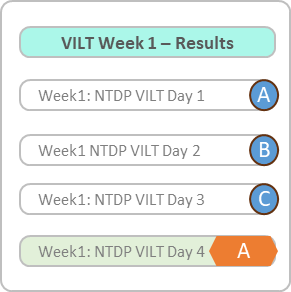 VILT Week 1 – Results
Week1: NTDP VILT Day 1 A
Week1 NTDP VILT Day 2 B
Week1: NTDP VILT Day 3 C
Week1: NTDP VILT Day 4 A